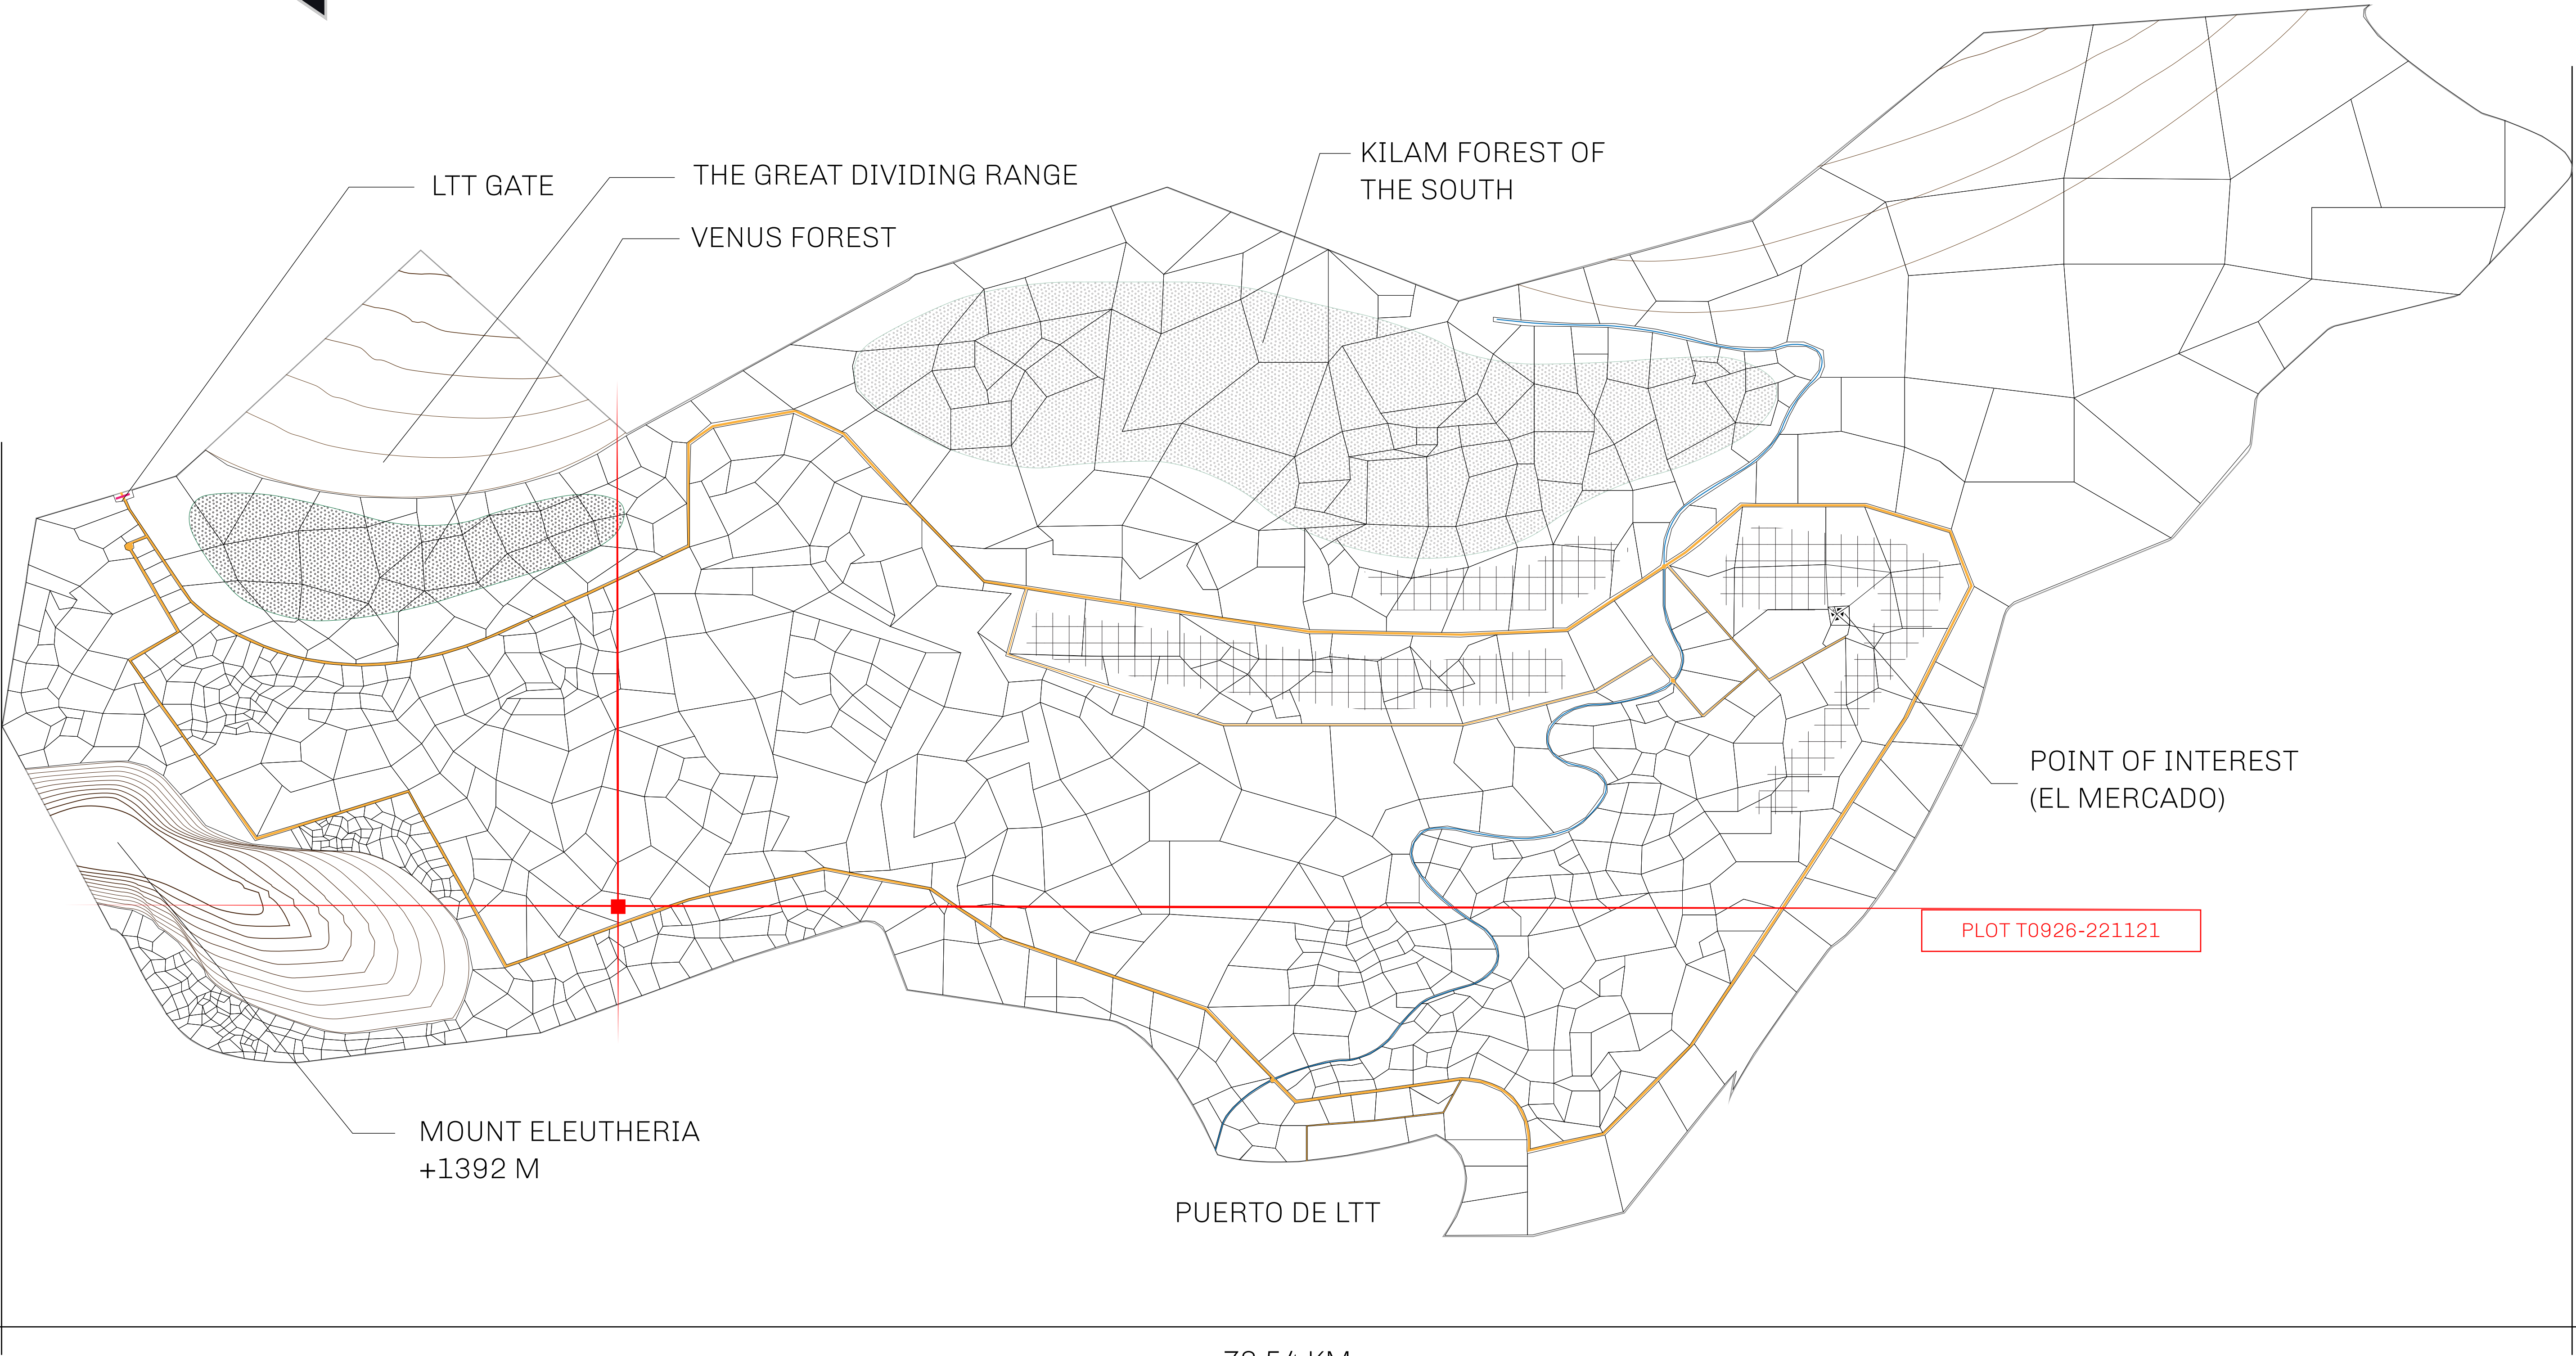 KILAM FOREST OF
THE SOUTH
LTT GATE
THE GREAT DIVIDING RANGE
VENUS FOREST
POINT OF INTEREST
(EL MERCADO)
PLOT T0926-221121
MOUNT ELEUTHERIA
+1392 M
PUERTO DE LTT